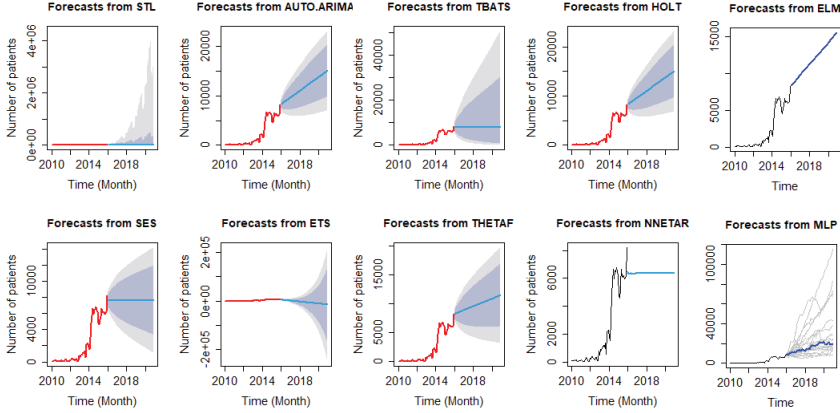 Forecasts from STL
Number of patients
0e+00 2e+06 4e+06
2010 2014 2018
Time (Month)
Forecasts from AUTO.ARIMA
Number of patients
0 10000 20000
2010 2014 2018
Time (Month)
Forecasts from TBATS
Number of patients
0 20000 40000
2010 2014 2018
Time (Month)
Forecasts from HOLT
Number of patients
0 10000 20000
2010 2014 2018
Time (Month)
Forecasts from ELM
Number of patients
0 5000 15000
2010 2014 2018
Time
Forecasts from SES
Number of patients
0 4000 10000
2010 2014 2018
Time (Month)
Forecasts from ETS
Number of patients
-2e+05 0e+00 2e+05
2010 2014 2018
Time (Month)
Forecasts from THETAF
Number of patients
0 5000 15000
2010 2014 2018
Time (Month)
Forecasts from NNETAR
Number of patients
0 2000 6000
2010 2014 2018
Time (Month)
Forecasts from MLP
Number of patients
0 40000 100000
2010 2014 2018
Time